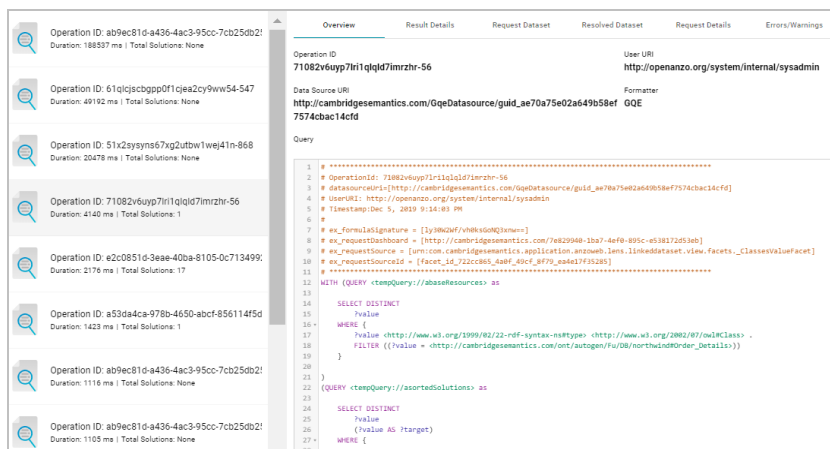 Operation ID: ab9ec81d-a436-4ac3-95cc-7cb25db25
Duration: 188537 ms | Total Solutions: None
Operation ID: 61qlcjscbgpp0f1cjea2cy9ww54-547
Duration: 49192 ms | Total Solutions: None
Operation ID: 51x2sysyns67xg2utbw1wej41n-868
Duration: 20478 ms | Total Solutions: None
Operation ID: 71082v6uyp7lri1qlqld7imrzhr-56
Duration: 4140 ms | Total Solutions: 1
Operation ID: e2c0851d-3eae-40ba-8105-0c7134992
Duration: 2176 ms | Total Solutions: 17
Operation ID: a53da4ca-978b-4650-abcf-856114f5d
Duration: 1423 ms | Total Solutions: 1
Operation ID: ab9ec81d-a436-4ac3-95cc-7cb25db25
Duration: 1116 ms | Total Solutions: None
Operation ID: ab9ec81d-a436-4ac3-95cc-7cb25db25
Duration: 1105 ms | Total Solutions: None
Overview Result Details Request Dataset Resolved Dataset Request Details Errors/Warnings
Operation ID User URI
71082v6uyp7lri1qlqld7imrzhr-56 http://openanzo.org/system/internal/sysadmin
Data Source URI Formatter
http://cambridgesemantics.com/GqeDatasource/guid_ae70a75e02a649b58ef GQE
7574cbac14cfd
Query
1 # ***********************************************************************************************
2 # OperationId: 71082v6uyp7lri1qlqld7imrzhr-56
3 # datasourceUri=[http://cambridgesemantics.com/GqeDatasource/guid_ae70a75e02a649b58ef7574cbac14cfd]
4 # UserURI: http://openanzo.org/system/internal/sysadmin
5 # Timestamp:Dec 5, 2019 9:14:03 PM
6 #
7 # ex_formulaSignature = [ly30W2Wf/vh0ksGoNQ3xnw==]
8 # ex_requestDashboard = [http://cambridgesemantics.com/7e829940-1ba7-4ef0-895c-e538172d53eb]
9 # ex_requestSource = [urn:com.cambridgesemantics.application.anzoweb.lens.linkeddataset.view.facets._ClassesValueFacet]
10 # ex_requestSourceId = [facet_id_722cc865_4a0f_49cf_8f79_ea4e17f35285]
11 # ***********************************************************************************************
12 WITH (QUERY <tempQuery://abaseResources> as
13
14 SELECT DISTINCT
15 ?value
16 WHERE {
17 ?value <http://www.w3.org/1999/02/22-rdf-syntax-ns#type> <http://www.w3.org/2002/07/owl#Class> .
18 FILTER ((?value = <http://cambridgesemantics.com/ont/autogen/Fu/DB/northwind#Order_Details>))
19 }
20
21 }
22 (QUERY <tempQuery://asortedSolutions> as
23
24 SELECT DISTINCT
25 ?value
26 (?value AS ?target)
27 WHERE {